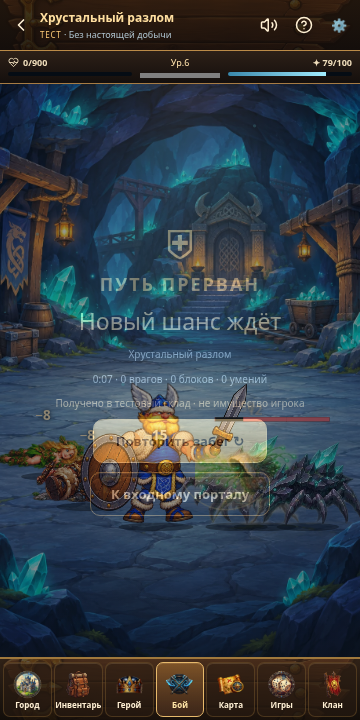 Хрустальный разлом
ТЕСТ · Без настоящей добычи
0/900
Ур.6
79/100
ПУТЬ ПРЕРВАН
Новый шанс ждёт
Хрустальный разлом
0:07 · 0 врагов · 0 блоков · 0 умений
Получено в тестовый склад · не имущество игрока
-8
-8
15
Повторить забег ↻
К входному порталу
Город
Инвентарь
Герой
Бой
Карта
Игры
Клан